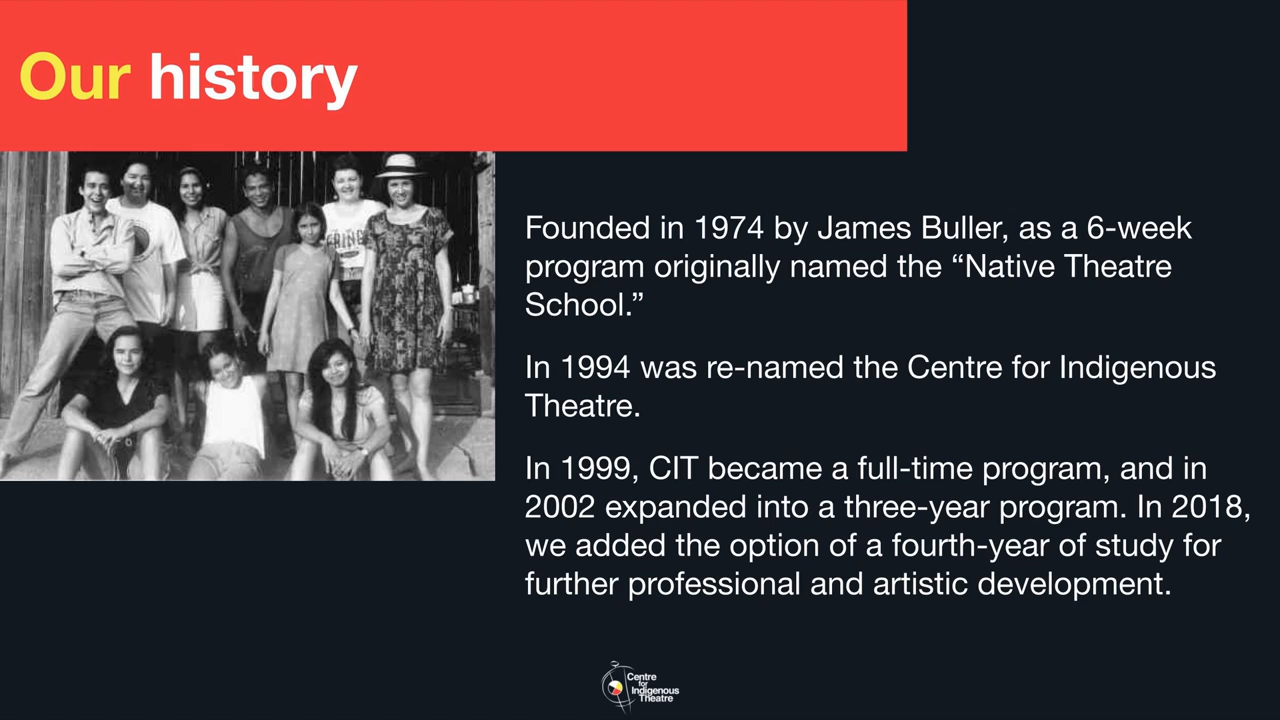 Our history
Founded in 1974 by James Buller, as a 6-week
program originally named the “Native Theatre
School.”
In 1994 was re-named the Centre for Indigenous
Theatre.
In 1999, CIT became a full-time program, and in
2002 expanded into a three-year program. In 2018,
we added the option of a fourth-year of study for
further professional and artistic development.
Centre
for
Indigenous
Theatre